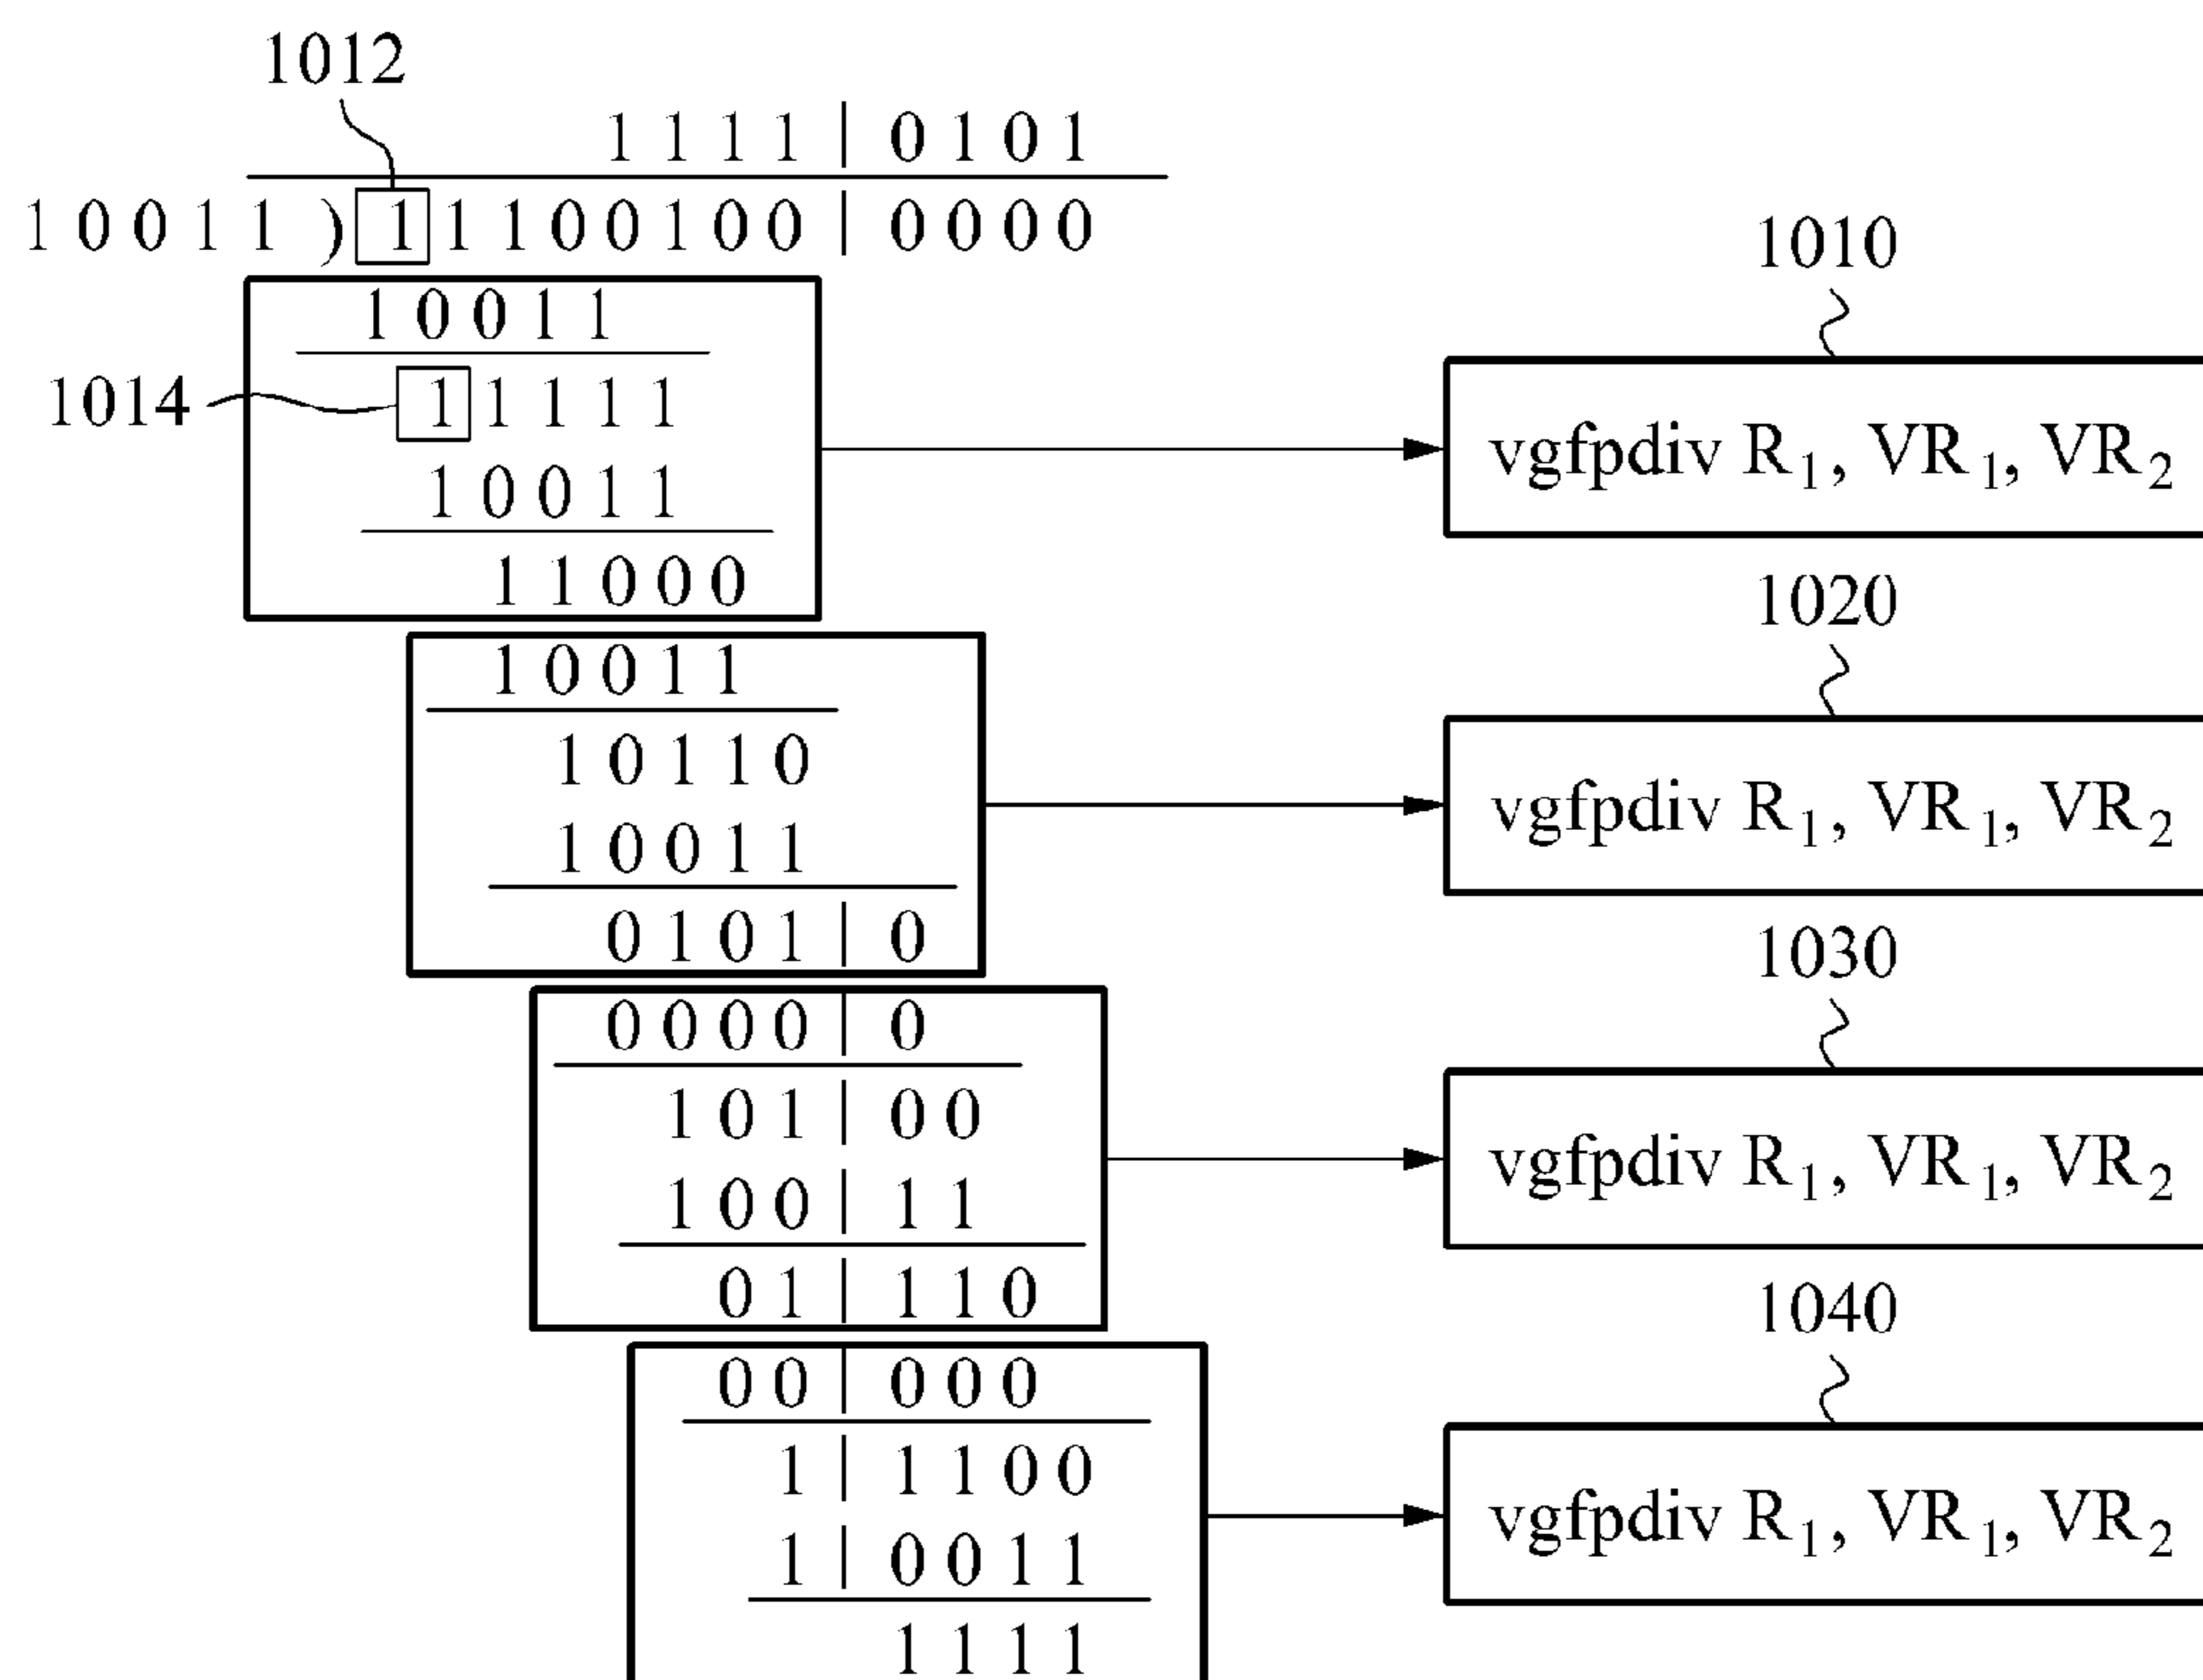 1012
1 1 1 1 | 0 1 0 1
1 0 0 1 1 ) 1 1 1 0 0 1 0 0 | 0 0 0 0
1010
1 0 0 1 1
1014
1 1 1 1 1
vgfpdiv R1, VR1, VR2
1 0 0 1 1
1 1 0 0 0
1020
1 0 0 1 1
1 0 1 1 0
vgfpdiv R1, VR1, VR2
1 0 0 1 1
0 1 0 1 | 0
1030
0 0 0 0 | 0
1 0 1 | 0 0
vgfpdiv R1, VR1, VR2
1 0 0 | 1 1
0 1 | 1 1 0
1040
0 0 | 0 0 0
1 | 1 1 0 0
vgfpdiv R1, VR1, VR2
1 | 0 0 1 1
1 1 1 1